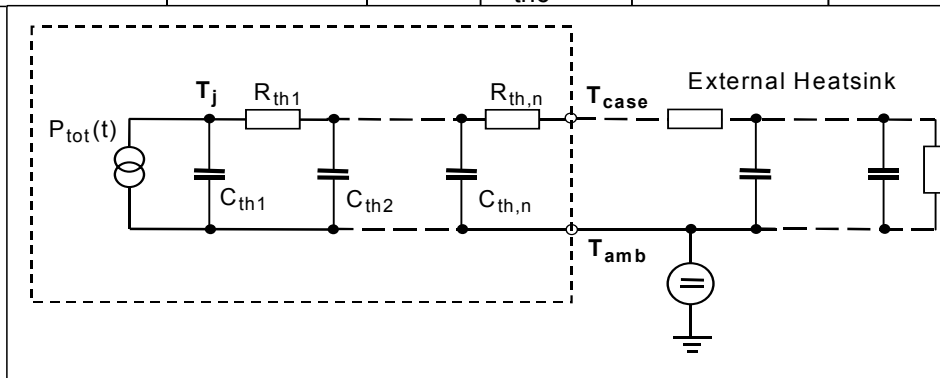 External Heatsink
T_j R_th1 R_th,n T_case
P_tot(t)
C_th1 C_th2 C_th,n
T_amb